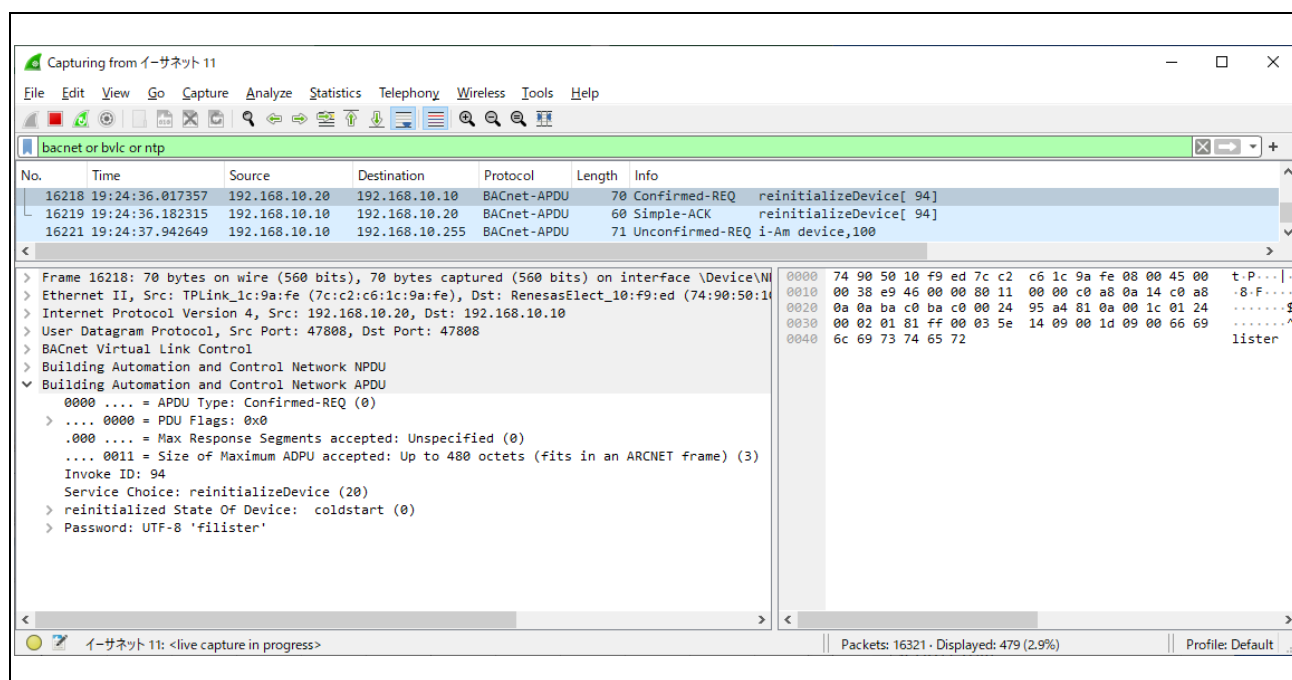 Capturing from イーサネット 11
File Edit View Go Capture Analyze Statistics Telephony Wireless Tools Help
bacnet or bvlc or ntp
No. Time Source Destination Protocol Length Info
16218 19:24:36.017357 192.168.10.20 192.168.10.10 BACnet-APDU 70 Confirmed-REQ reinitializeDevice[ 94]
16219 19:24:36.182315 192.168.10.10 192.168.10.20 BACnet-APDU 60 Simple-ACK reinitializeDevice[ 94]
16221 19:24:37.942649 192.168.10.10 192.168.10.255 BACnet-APDU 71 Unconfirmed-REQ i-Am device,100
Frame 16218: 70 bytes on wire (560 bits), 70 bytes captured (560 bits) on interface \Device\N
Ethernet II, Src: TPLink_1c:9a:fe (7c:c2:c6:1c:9a:fe), Dst: RenesasElect_10:f9:ed (74:90:50:1
Internet Protocol Version 4, Src: 192.168.10.20, Dst: 192.168.10.10
User Datagram Protocol, Src Port: 47808, Dst Port: 47808
BACnet Virtual Link Control
Building Automation and Control Network NPDU
Building Automation and Control Network APDU
0000 .... = APDU Type: Confirmed-REQ (0)
.... 0000 = PDU Flags: 0x0
.000 .... = Max Response Segments accepted: Unspecified (0)
.... 0011 = Size of Maximum ADPU accepted: Up to 480 octets (fits in an ARCNET frame) (3)
Invoke ID: 94
Service Choice: reinitializeDevice (20)
reinitialized State Of Device: coldstart (0)
Password: UTF-8 'filister'
0000 74 90 50 10 f9 ed 7c c2 c6 1c 9a fe 08 00 45 00 t·P···|·
0010 00 38 e9 46 00 00 80 11 00 00 c0 a8 0a 14 c0 a8 ·8·F····
0020 0a 0a ba c0 ba c0 00 24 95 a4 81 0a 00 1c 01 24 ·······$
0030 00 02 01 81 ff 00 03 5e 14 09 00 1d 09 00 66 69 ·······^
0040 6c 69 73 74 65 72 lister
イーサネット 11: <live capture in progress>
Packets: 16321 · Displayed: 479 (2.9%)
Profile: Default